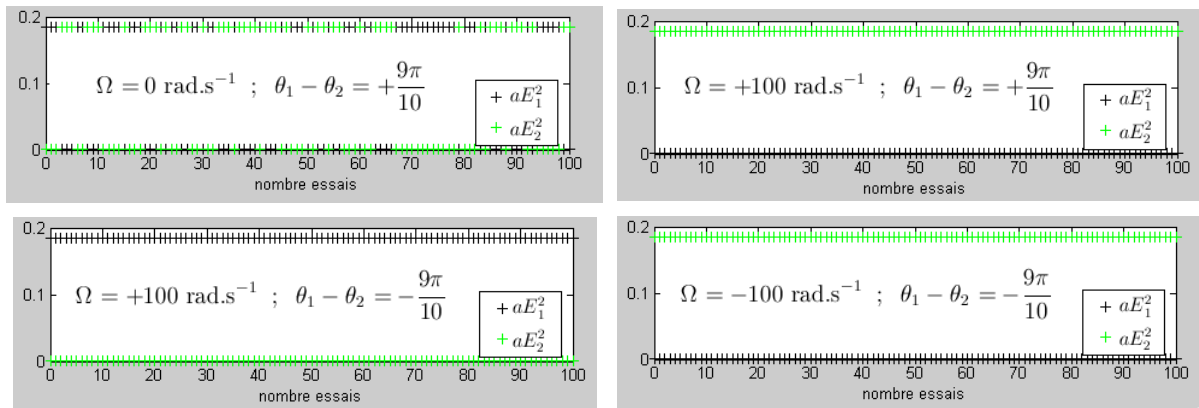 0.2
0.1
0
Ω = 0 rad.s⁻¹ ; θ₁ − θ₂ = +9π/10
+ aE₁²
+ aE₂²
0 10 20 30 40 50 60 70 80 90 100
nombre essais
0.2
0.1
0
Ω = +100 rad.s⁻¹ ; θ₁ − θ₂ = +9π/10
+ aE₁²
+ aE₂²
0 10 20 30 40 50 60 70 80 90 100
nombre essais
0.2
0.1
0
Ω = +100 rad.s⁻¹ ; θ₁ − θ₂ = −9π/10
+ aE₁²
+ aE₂²
0 10 20 30 40 50 60 70 80 90 100
nombre essais
0.2
0.1
0
Ω = −100 rad.s⁻¹ ; θ₁ − θ₂ = −9π/10
+ aE₁²
+ aE₂²
0 10 20 30 40 50 60 70 80 90 100
nombre essais